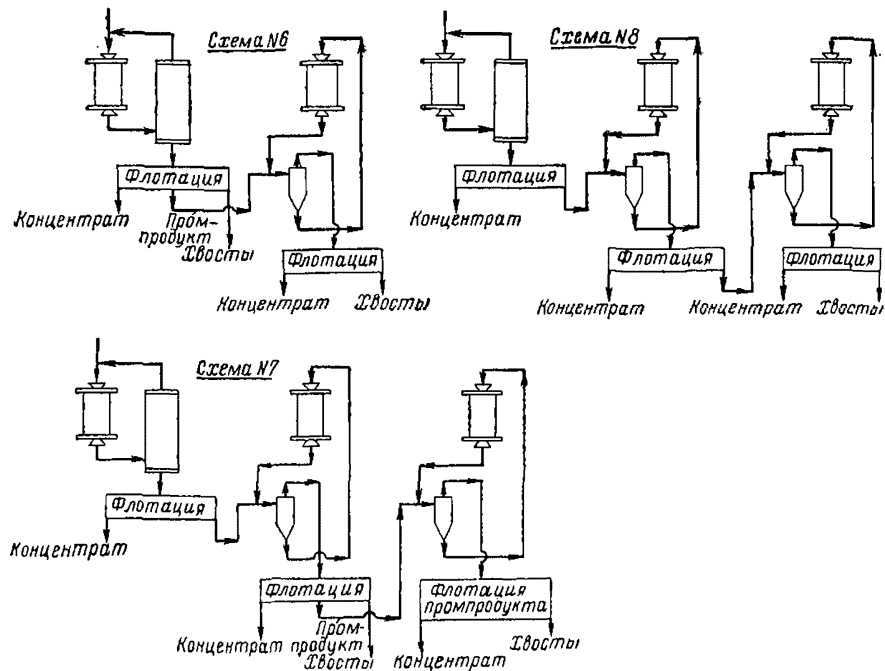 Схема N6
Флотация
Концентрат
Пром-
продукт
Хвосты
Флотация
Концентрат
Хвосты
Схема N8
Флотация
Концентрат
Флотация
Концентрат
Флотация
Концентрат
Хвосты
Схема N7
Флотация
Концентрат
Флотация
Концентрат
Пром-
продукт
Хвосты
Флотация
промпродукта
Концентрат
Хвосты